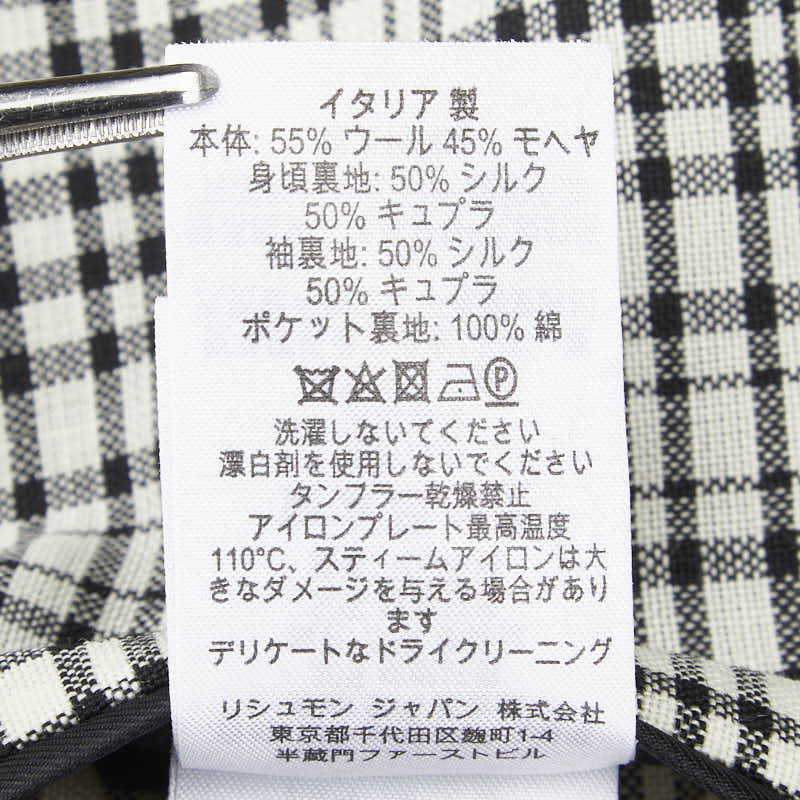 イタリア 製
本体: 55% ウール 45% モヘヤ
身頃裏地: 50% シルク
50% キュプラ
袖裏地: 50% シルク
50% キュプラ
ポケット裏地: 100% 綿
P
洗濯しないてください
漂白剤を使用しないでください
タンブラー乾燥禁止
アイロンプレート最高温度
110°C、スティームアイロンは大
きなダメージを与える場合があり
ます
デリケートなドライクリーニング
リシュモン ジャパン 株式会社
東京都千代田区麹町1-4
半蔵門ファーストビル